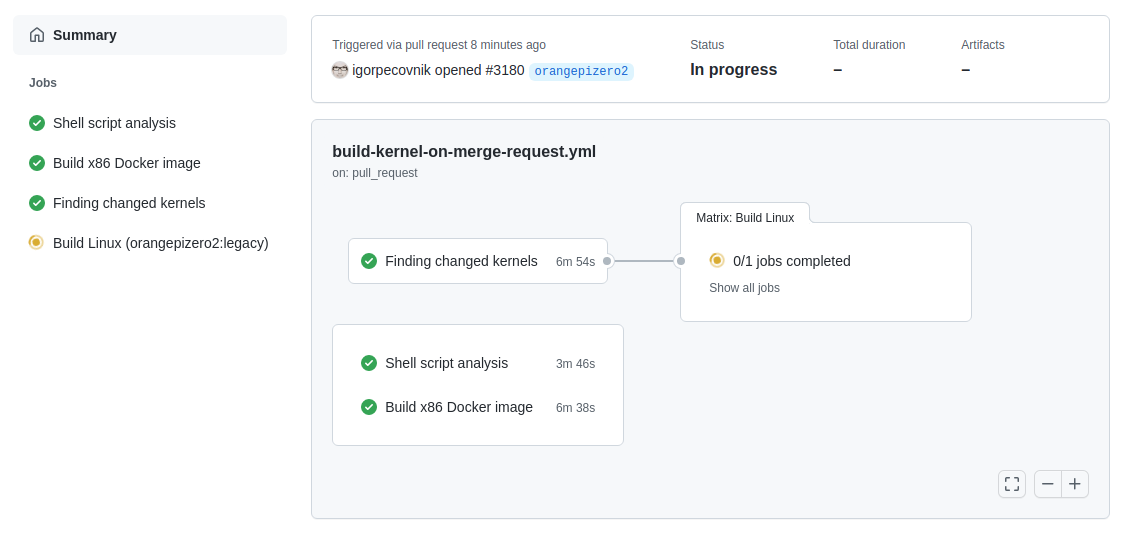 Summary
Jobs
Shell script analysis
Build x86 Docker image
Finding changed kernels
Build Linux (orangepizero2:legacy)
Triggered via pull request 8 minutes ago
igorpecovnik opened #3180 orangepizero2
Status
In progress
Total duration
–
Artifacts
–
build-kernel-on-merge-request.yml
on: pull_request
Finding changed kernels 6m 54s
Matrix: Build Linux
0/1 jobs completed
Show all jobs
Shell script analysis 3m 46s
Build x86 Docker image 6m 38s